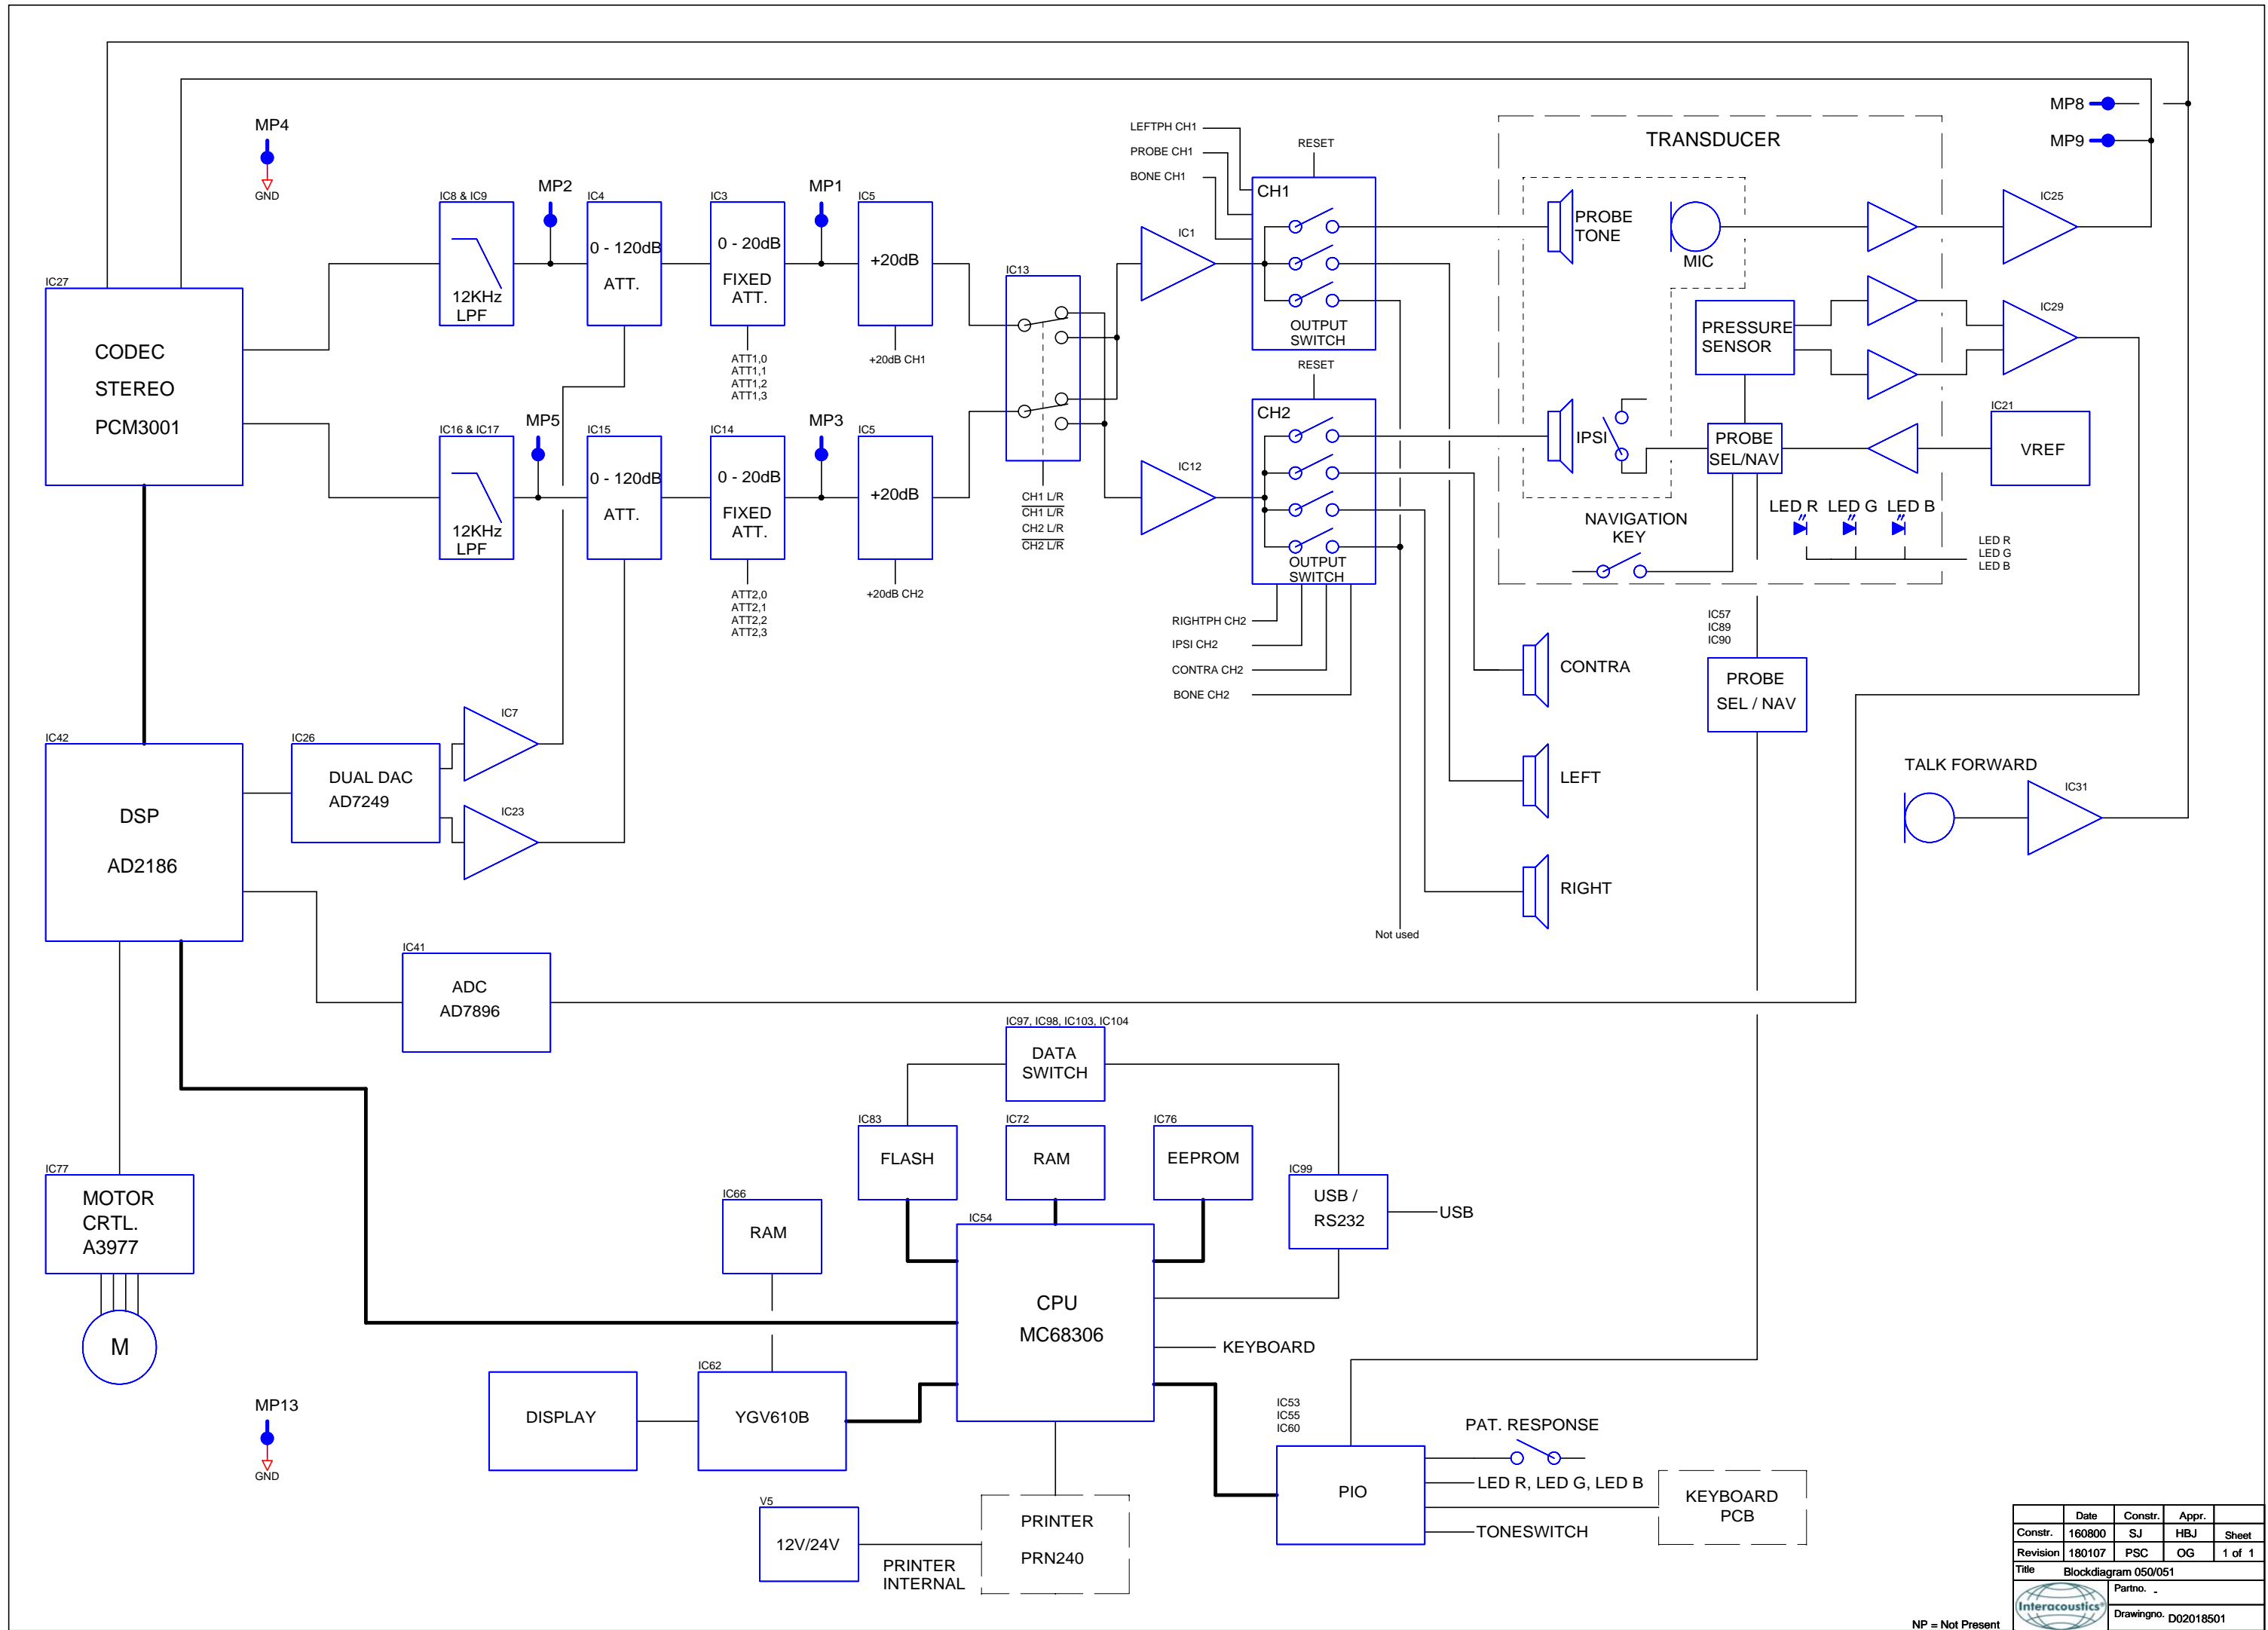 MP4
GND
LEFTPH CH1
PROBE CH1
BONE CH1
RESET
CH1
OUTPUT
SWITCH
TRANSDUCER
PROBE
TONE
MIC
MP8
MP9
IC25
IC27
CODEC
STEREO
PCM3001
IC8 & IC9
12KHz
LPF
MP2
IC4
0 - 120dB
ATT.
IC3
0 - 20dB
FIXED
ATT.
ATT1,0
ATT1,1
ATT1,2
ATT1,3
MP1
IC5
+20dB
+20dB CH1
IC13
CH1 L/R
CH1 L/R
CH2 L/R
CH2 L/R
IC1
IC12
PRESSURE
SENSOR
IC29
IC21
VREF
IC16 & IC17
12KHz
LPF
MP5
IC15
0 - 120dB
ATT.
IC14
0 - 20dB
FIXED
ATT.
ATT2,0
ATT2,1
ATT2,2
ATT2,3
MP3
IC5
+20dB
+20dB CH2
RESET
CH2
OUTPUT
SWITCH
RIGHTPH CH2
IPSI CH2
CONTRA CH2
BONE CH2
IPSI
PROBE
SEL/NAV
NAVIGATION
KEY
LED R
LED G
LED B
LED R
LED G
LED B
IC57
IC89
IC90
PROBE
SEL / NAV
CONTRA
LEFT
RIGHT
Not used
TALK FORWARD
IC31
IC42
DSP
AD2186
IC26
DUAL DAC
AD7249
IC7
IC23
IC41
ADC
AD7896
IC77
MOTOR
CRTL.
A3977
M
MP13
GND
IC97, IC98, IC103, IC104
DATA
SWITCH
IC83
FLASH
IC72
RAM
IC76
EEPROM
IC99
USB /
RS232
USB
IC66
RAM
IC54
CPU
MC68306
KEYBOARD
DISPLAY
IC62
YGV610B
V5
12V/24V
PRINTER
INTERNAL
PRINTER
PRN240
IC53
IC55
IC60
PIO
PAT. RESPONSE
LED R, LED G, LED B
TONESWITCH
KEYBOARD
PCB
NP = Not Present
Date Constr. Appr.
Constr. 160800 SJ HBJ Sheet
Revision 180107 PSC OG 1 of 1
Title Blockdiagram 050/051
Interacoustics®
Partno. -
Drawingno. D02018501